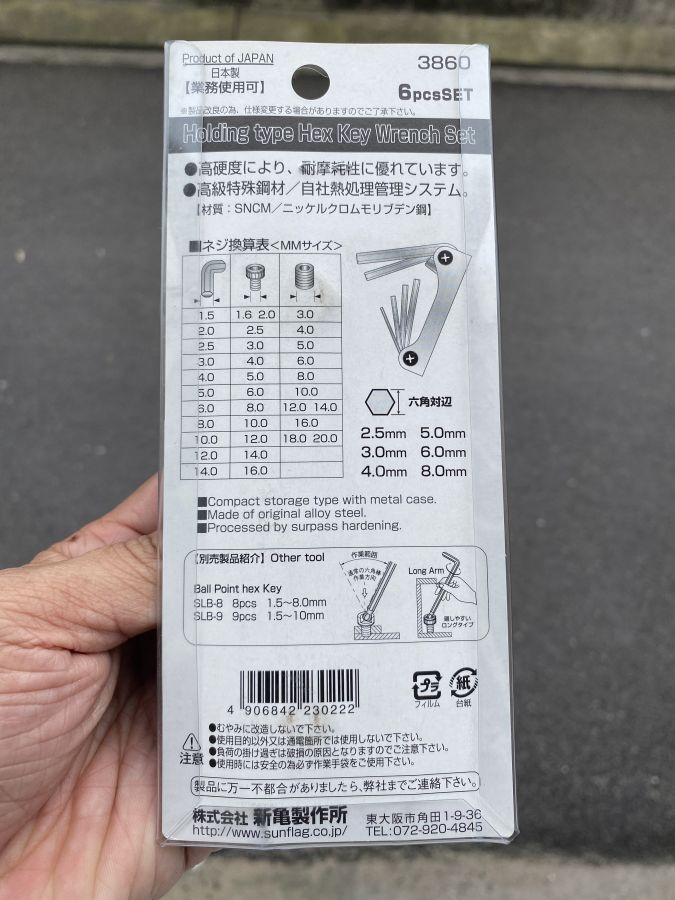 Product of JAPAN
日本製
3860
【業務使用可】
6pcsSET
※製品改良の為、仕様変更する場合がありますのでご了承下さい。
Holding type Hex Key Wrench Set
●高硬度により、耐摩耗性に優れています。
●高級特殊鋼材／自社熱処理管理システム。
【材質：SNCM／ニッケルクロムモリブデン鋼】
■ネジ換算表＜MMサイズ＞
1.5 1.6 2.0 3.0
2.0 2.5 4.0
2.5 3.0 5.0
3.0 4.0 6.0
4.0 5.0 8.0
5.0 6.0 10.0
6.0 8.0 12.0 14.0
8.0 10.0 16.0
10.0 12.0 18.0 20.0
12.0 14.0
14.0 16.0
六角対辺
2.5mm 5.0mm
3.0mm 6.0mm
4.0mm 8.0mm
■Compact storage type with metal case.
■Made of original alloy steel.
■Processed by surpass hardening.
【別売製品紹介】Other tool
Ball Point hex Key
SLB-8 8pcs 1.5～8.0mm
SLB-9 9pcs 1.5～10mm
作業範囲
通常の六角棒
作業方向
Long Arm
廻しやすい
ロングタイプ
4 906842 230222
プラ
フィルム
紙
台紙
注意
●むやみに改造しないで下さい。
●使用目的以外又は通電箇所では使用しないで下さい。
●負荷の掛け過ぎは破損の原因となりますのでご注意下さい。
●使用時には安全の為必ず作業手袋をご使用下さい。
製品に万一不都合がありましたら、弊社までご連絡下さい。
株式会社 新亀製作所
東大阪市角田1-9-36
http://www.sunflag.co.jp/
TEL:072-920-4845